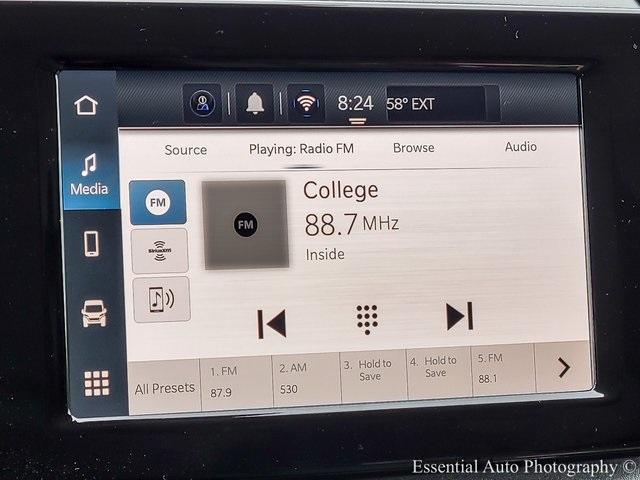 8:24 58° EXT
Source Playing: Radio FM Browse Audio
Media
FM
SiriusXM
FM
College
88.7 MHz
Inside
All Presets
1. FM
87.9
2. AM
530
3. Hold to
Save
4. Hold to
Save
5. FM
88.1
Essential Auto Photography ©